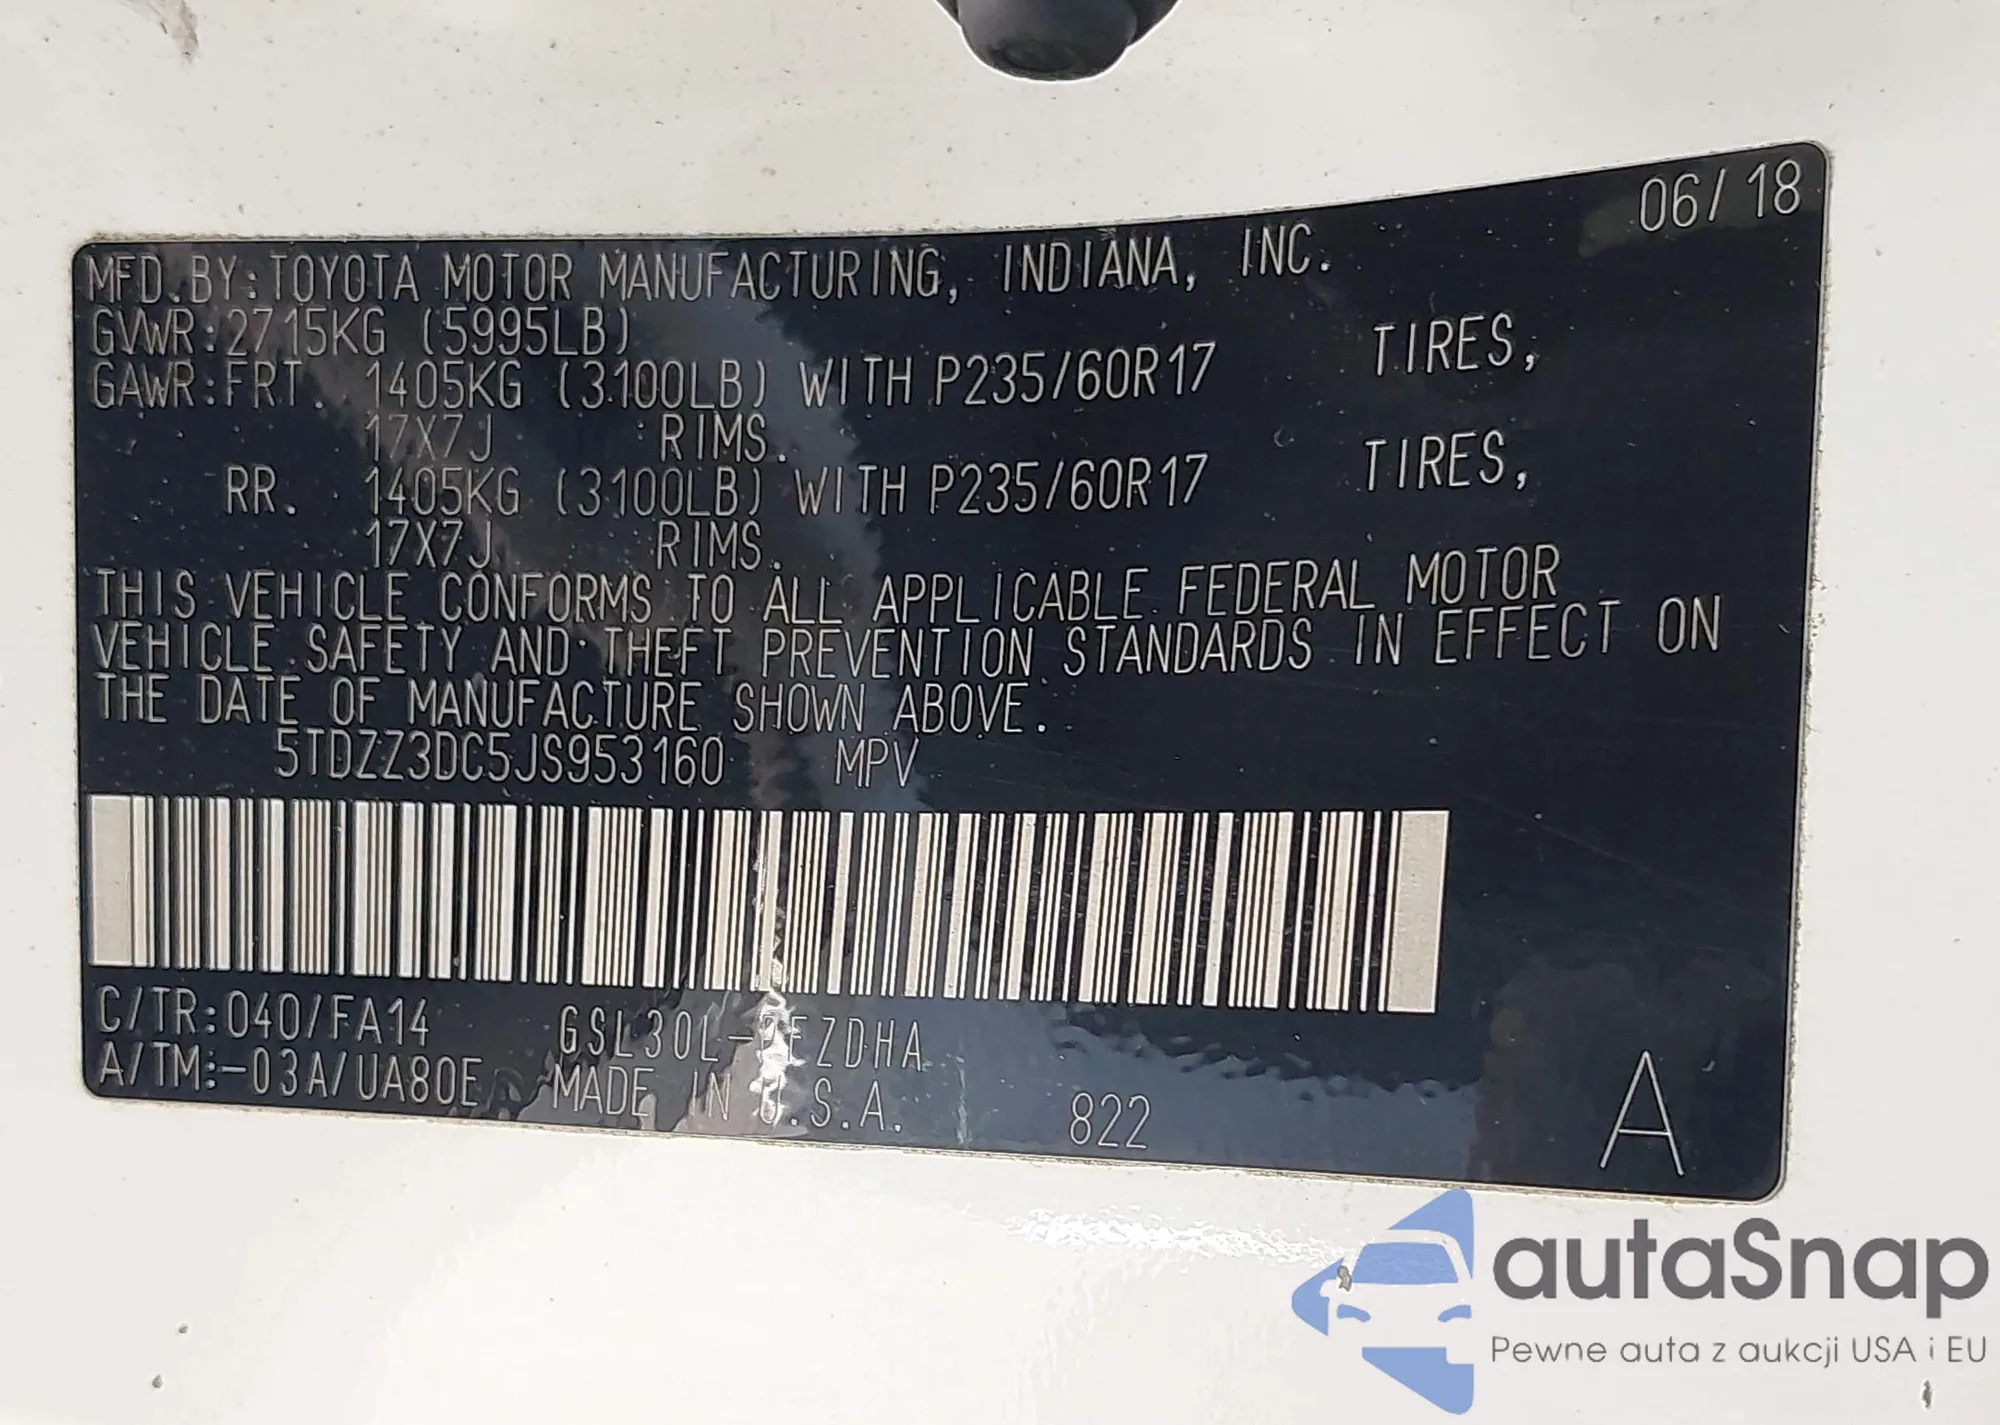 06/18
MFD.BY:TOYOTA MOTOR MANUFACTURING, INDIANA, INC.
GVWR:2715KG (5995LB)
GAWR:FRT. 1405KG (3100LB) WITH P235/60R17 TIRES,
17X7J RIMS.
RR. 1405KG (3100LB) WITH P235/60R17 TIRES,
17X7J RIMS.
THIS VEHICLE CONFORMS TO ALL APPLICABLE FEDERAL MOTOR
VEHICLE SAFETY AND THEFT PREVENTION STANDARDS IN EFFECT ON
THE DATE OF MANUFACTURE SHOWN ABOVE.
5TDZZ3DC5JS953160 MPV
C/TR:040/FA14
A/TM:-03A/UA80E MADE IN U.S.A. 822 A
autaSnap
Pewne auta z aukcji USA i EU